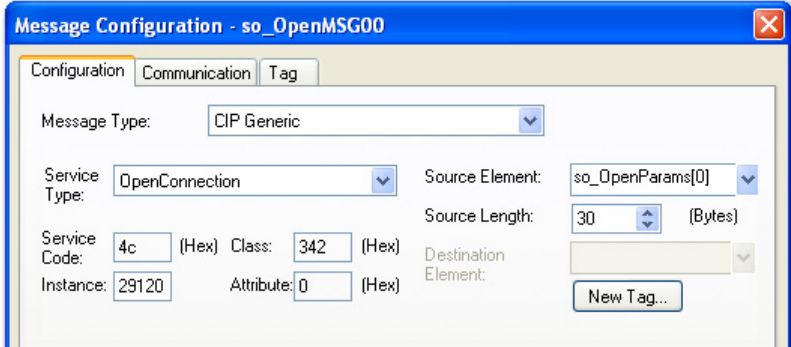 Message Configuration - so_OpenMSG00
Configuration Communication Tag
Message Type: CIP Generic
Service Type: OpenConnection
Source Element: so_OpenParams[0]
Source Length: 30 (Bytes)
Service Code: 4c (Hex) Class: 342 (Hex)
Destination Element:
Instance: 29120 Attribute: 0 (Hex)
New Tag...